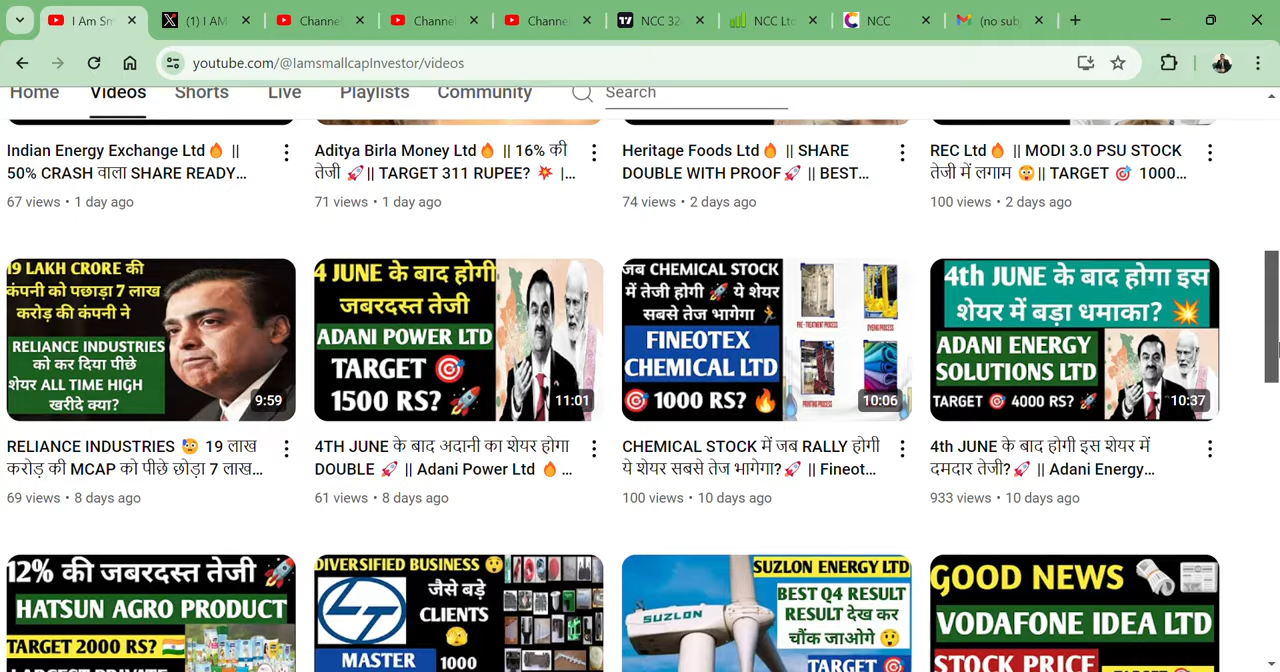 I Am Sm
(1) I AM
Channel
Channel
Channe
NCC 32
NCC Ltd
NCC
(no sub
youtube.com/@IamsmallcapInvestor/videos
Home Videos Shorts Live Playlists Community Search
Indian Energy Exchange Ltd🔥 ||
50% CRASH वाला SHARE READY...
67 views • 1 day ago
Aditya Birla Money Ltd🔥 || 16% की
तेजी 🚀|| TARGET 311 RUPEE? 💥 |...
71 views • 1 day ago
Heritage Foods Ltd🔥 || SHARE
DOUBLE WITH PROOF🚀 || BEST...
74 views • 2 days ago
REC Ltd🔥 || MODI 3.0 PSU STOCK
तेजी में लगाम 😳|| TARGET 🎯 1000...
100 views • 2 days ago
19 LAKH CRORE की
कंपनी को पछाड़ा 7 लाख
करोड़ की कंपनी ने
RELIANCE INDUSTRIES
को कर दिया पीछे
शेयर ALL TIME HIGH
खरीदे क्या?
9:59
4 JUNE के बाद होगी
जबरदस्त तेजी
ADANI POWER LTD
TARGET 🎯
1500 RS? 🚀
11:01
जब CHEMICAL STOCK
में तेजी होगी 🚀 ये शेयर
सबसे तेज भागेगा 🏃
FINEOTEX
CHEMICAL LTD
🎯 1000 RS? 🔥
PRE - TREATMENT PROCESS
DYEING PROCESS
PRINTING PROCESS
10:06
4th JUNE के बाद होगा इस
शेयर में बड़ा धमाका? 💥
ADANI ENERGY
SOLUTIONS LTD
TARGET 🎯 4000 RS? 🚀
10:37
RELIANCE INDUSTRIES 😓 19 लाख
करोड़ की MCAP को पीछे छोड़ा 7 लाख...
69 views • 8 days ago
4TH JUNE के बाद अदानी का शेयर होगा
DOUBLE 🚀 || Adani Power Ltd 🔥 ...
61 views • 8 days ago
CHEMICAL STOCK में जब RALLY होगी
ये शेयर सबसे तेज भागेगा?🚀 || Fineot...
100 views • 10 days ago
4th JUNE के बाद होगी इस शेयर में
दमदार तेजी?🚀 || Adani Energy...
933 views • 10 days ago
12% की जबरदस्त तेजी 🚀
HATSUN AGRO PRODUCT
TARGET 2000 RS? 🇮🇳
LARGEST PRIVATE
DIVERSIFIED BUSINESS 😲
जैसे बड़े
CLIENTS
🫣
MASTER
1000
SUZLON ENERGY LTD
SUZLON
BEST Q4 RESULT
RESULT देख कर
चौंक जाओगे 😲
TARGET 🎯
GOOD NEWS 🗞️📰
VODAFONE IDEA LTD
STOCK PRICE